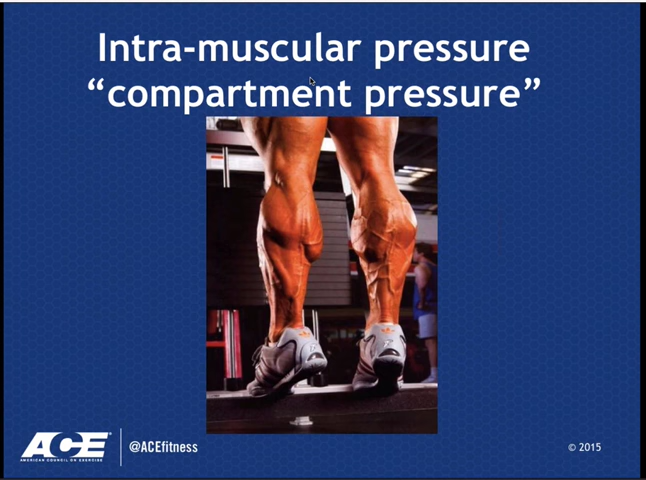 Intra-muscular pressure
“compartment pressure”
ACE
AMERICAN COUNCIL ON EXERCISE
@ACEfitness
© 2015